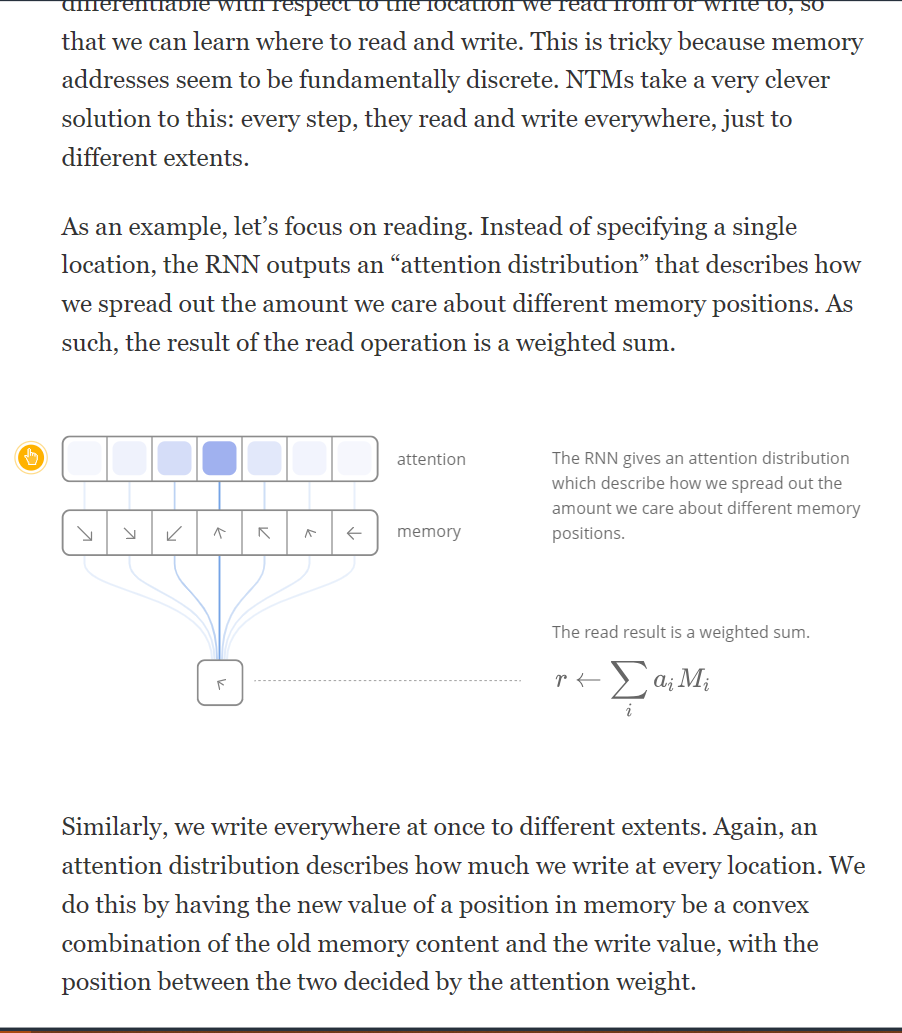 differentiable with respect to the location we read from or write to, so
that we can learn where to read and write. This is tricky because memory
addresses seem to be fundamentally discrete. NTMs take a very clever
solution to this: every step, they read and write everywhere, just to
different extents.
As an example, let’s focus on reading. Instead of specifying a single
location, the RNN outputs an “attention distribution” that describes how
we spread out the amount we care about different memory positions. As
such, the result of the read operation is a weighted sum.
attention
The RNN gives an attention distribution
which describe how we spread out the
amount we care about different memory
positions.
memory
The read result is a weighted sum.
r ← ∑ a_i M_i
i
Similarly, we write everywhere at once to different extents. Again, an
attention distribution describes how much we write at every location. We
do this by having the new value of a position in memory be a convex
combination of the old memory content and the write value, with the
position between the two decided by the attention weight.